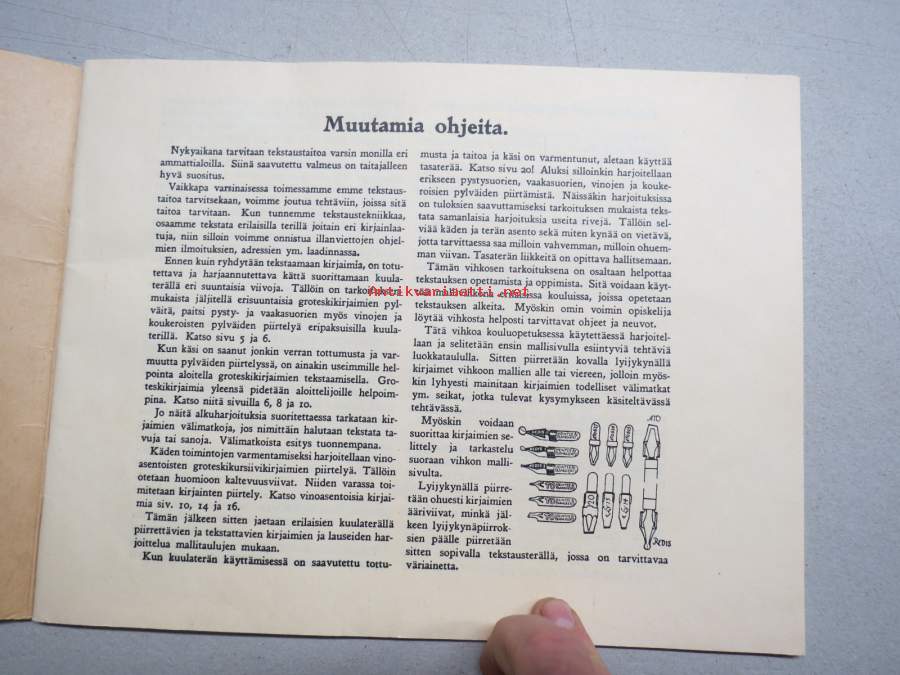 Muutamia ohjeita.
Nykyaikana tarvitaan tekstaustaitoa varsin monilla eri
ammattialoilla. Siinä saavutettu valmeus on taitajalleen
hyvä suositus.
Vaikkapa varsinaisessa toimessamme emme tekstaus-
taitoa tarvitsekaan, voimme joutua tehtäviin, joissa sitä
taitoa tarvitaan. Kun tunnemme tekstaustekniikkaa,
osaamme tekstata erilaisilla terillä joitain eri kirjainlaa-
tuja, niin silloin voimme onnistua illanviettojen ohjel-
mien ilmoituksien, adressien ym. laadinnassa.
Ennen kuin ryhdytään tekstaamaan kirjaimia, on totu-
tettava ja harjaannutettava kättä suorittamaan kuula-
terällä eri suuntaisia viivoja. Tällöin on tarkoituksen
mukaista jäljitellä erisuuntaisia groteskikirjaimien pyl-
väitä, paitsi pysty- ja vaakasuorien myös vinojen ja
koukeroisten pylväiden piirtelyä eripaksuisilla kuula-
terillä. Katso sivu 5 ja 6.
Kun käsi on saanut jonkin verran tottumusta ja var-
muutta pylväiden piirtelyssä, on ainakin useimmille hel-
pointa aloitella groteskikirjaimien tekstaamisella. Gro-
teskikirjaimia yleensä pidetään aloittelijoille helpoim-
pina. Katso niitä sivuilla 6, 8 ja 10.
Jo näitä alkuharjoituksia suoritettaessa tarkataan kir-
jaimien välimatkoja, jos nimittäin halutaan tekstata ta-
vuja tai sanoja. Välimatkoista esitys tuonnempana.
Käden toimintojen varmentamiseksi harjoitellaan vino-
asentoisten groteskikursiivikirjaimien piirtelyä. Tällöin
otetaan huomioon kaltevuusviivat. Niiden varassa toi-
mitetaan kirjainten piirtely. Katso vinoasentoisia kirjai-
mia siv. 10, 14 ja 16.
Tämän jälkeen sitten jaetaan erilaisien kuulaterällä
piirrettävien ja tekstattavien kirjaimien ja lauseiden har-
joittelua mallitaulujen mukaan.
Kun kuulaterän käyttämisessä on saavutettu tottu-
musta ja taitoa ja käsi on varmentunut, aletaan käyttää
tasaterää. Katso sivu 20! Aluksi silloinkin harjoitellaan
erikseen pystysuorien, vaakasuorien, vinojen ja kouke-
roisien pylväiden piirtämistä. Näissäkin harjoituksissa
on tuloksien saavuttamiseksi tarkoituksen mukaista teks-
tata samanlaisia harjoituksia useita rivejä. Tällöin sel-
viää käden ja terän asento sekä miten kynää on vietävä,
jotta tarvittaessa saa milloin vahvemman, milloin ohuem-
man viivan. Tasaterän liikkeitä on opittava hallitsemaan.
Tämän vihkosen tarkoituksena on osaltaan helpottaa
tekstauksen opettamista ja oppimista. Sitä voidaan käyt-
tää mallivihkona erilaisissa kouluissa, joissa opetetaan
tekstauksen alkeita. Myöskin omin voimin opiskelija
löytää vihkosta helposti tarvittavat ohjeet ja neuvot.
Tätä vihkoa kouluopetuksessa käytettäessä harjoitel-
laan ja selitetään ensin mallisivulla esiintyviä tehtäviä
luokkataululla. Sitten piirretään kovalla lyijykynällä
kirjaimet vihkoon mallien alle tai viereen, jolloin myös-
kin lyhyesti mainitaan kirjaimien todelliset välimatkat
ym. seikat, jotka tulevat kysymykseen käsiteltävässä
tehtävässä.
Myöskin voidaan
suorittaa kirjaimien se-
littely ja tarkastelu
suoraan vihkon malli-
sivulta.
Lyijykynällä piirre-
tään ohuesti kirjaimien
ääriviivat, minkä jäl-
keen lyijykynäpiirrok-
sien päälle piirretään
sitten sopivalla tekstausterällä, jossa on tarvittavaa
väriainetta.
ATO
REDIS
Antikvariaatti.net